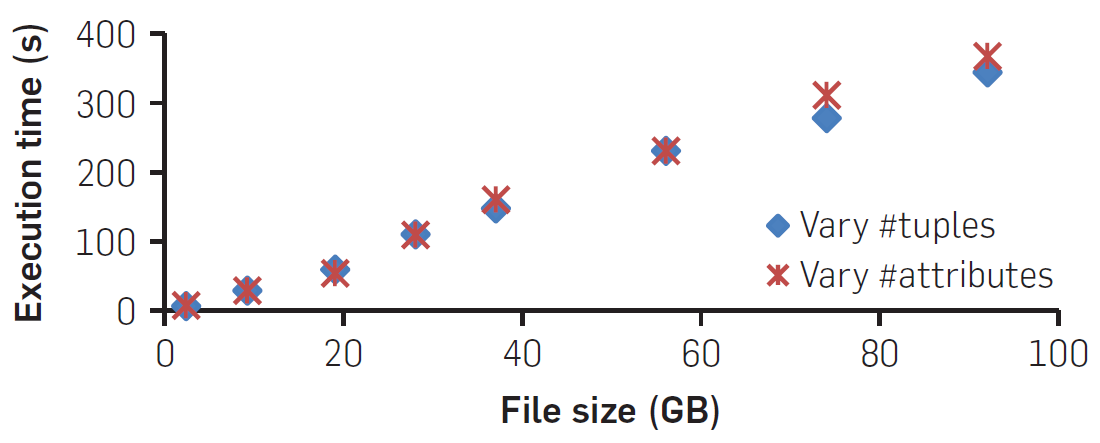 Execution time (s)
400
300
200
100
0
Vary #tuples
Vary #attributes
0 20 40 60 80 100
File size (GB)